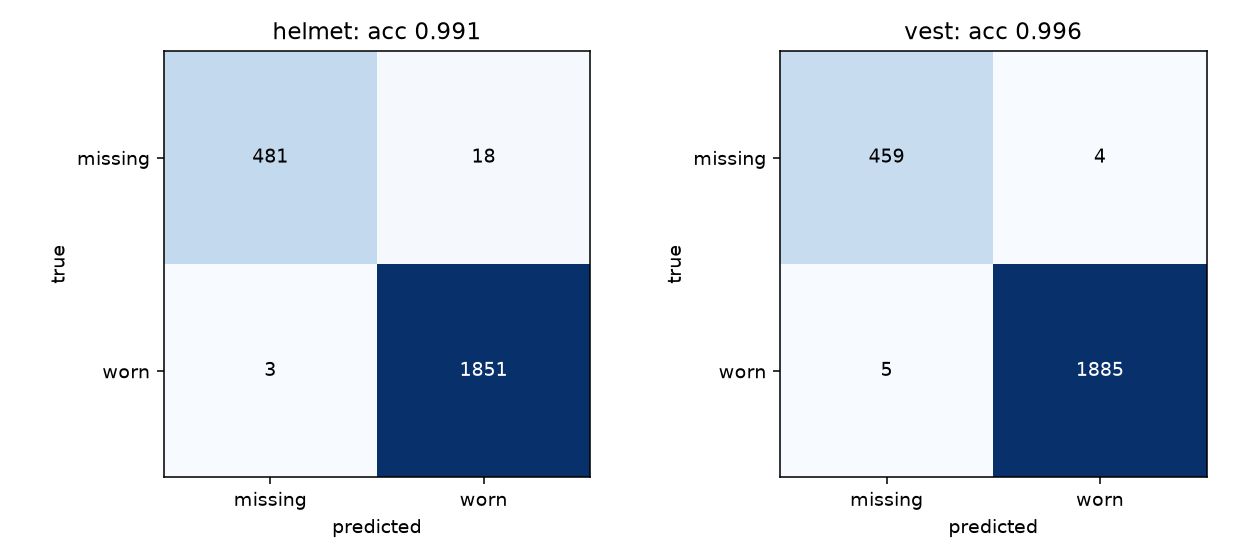 helmet: acc 0.991
true
missing
481
18
worn
3
1851
missing
worn
predicted
vest: acc 0.996
true
missing
459
4
worn
5
1885
missing
worn
predicted